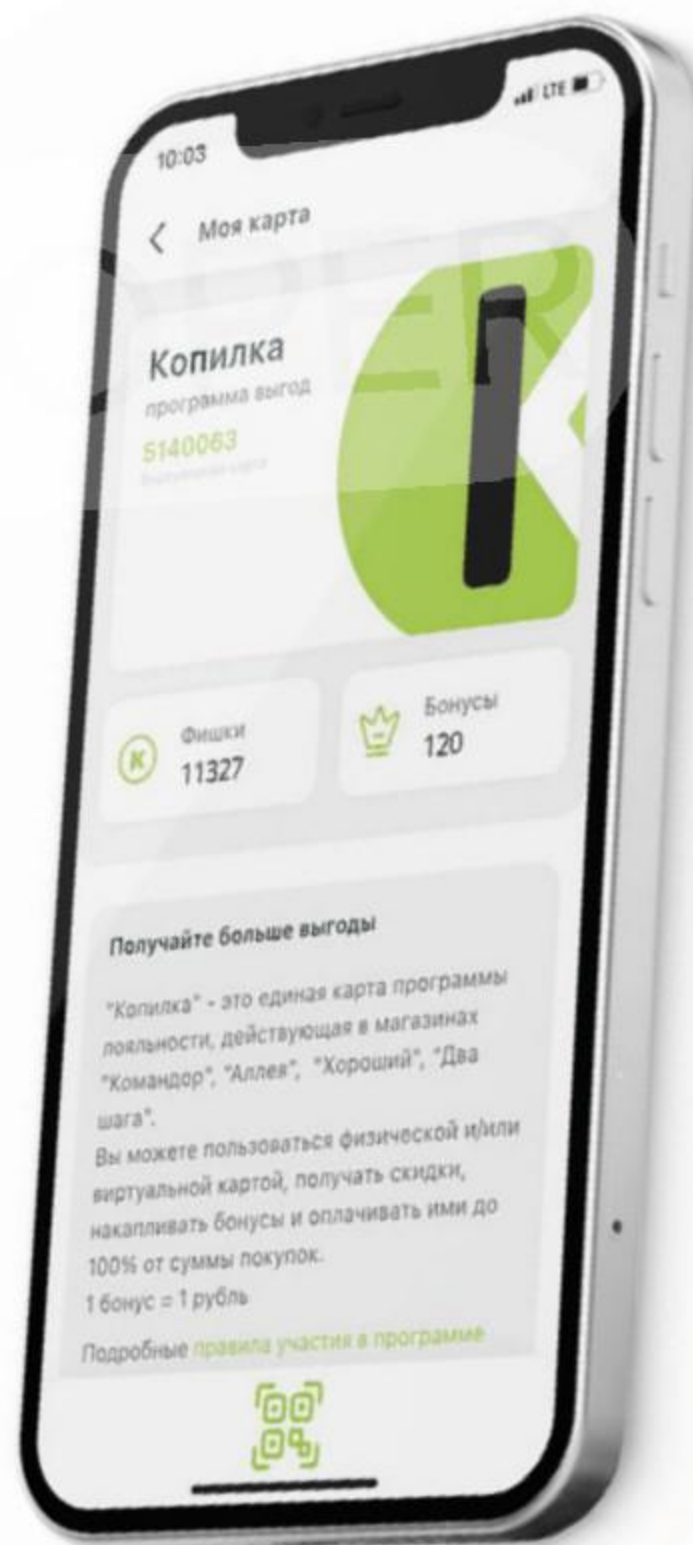 10:03
LTE
Моя карта
Копилка
программа выгод
5140063
Виртуальная карта
Фишки
11327
Бонусы
120
Получайте больше выгоды
"Копилка" - это единая карта программы
лояльности, действующая в магазинах
"Командор", "Аллея", "Хороший", "Два
шага".
Вы можете пользоваться физической и/или
виртуальной картой, получать скидки,
накапливать бонусы и оплачивать ими до
100% от суммы покупок.
1 бонус = 1 рубль
Подробные правила участия в программе